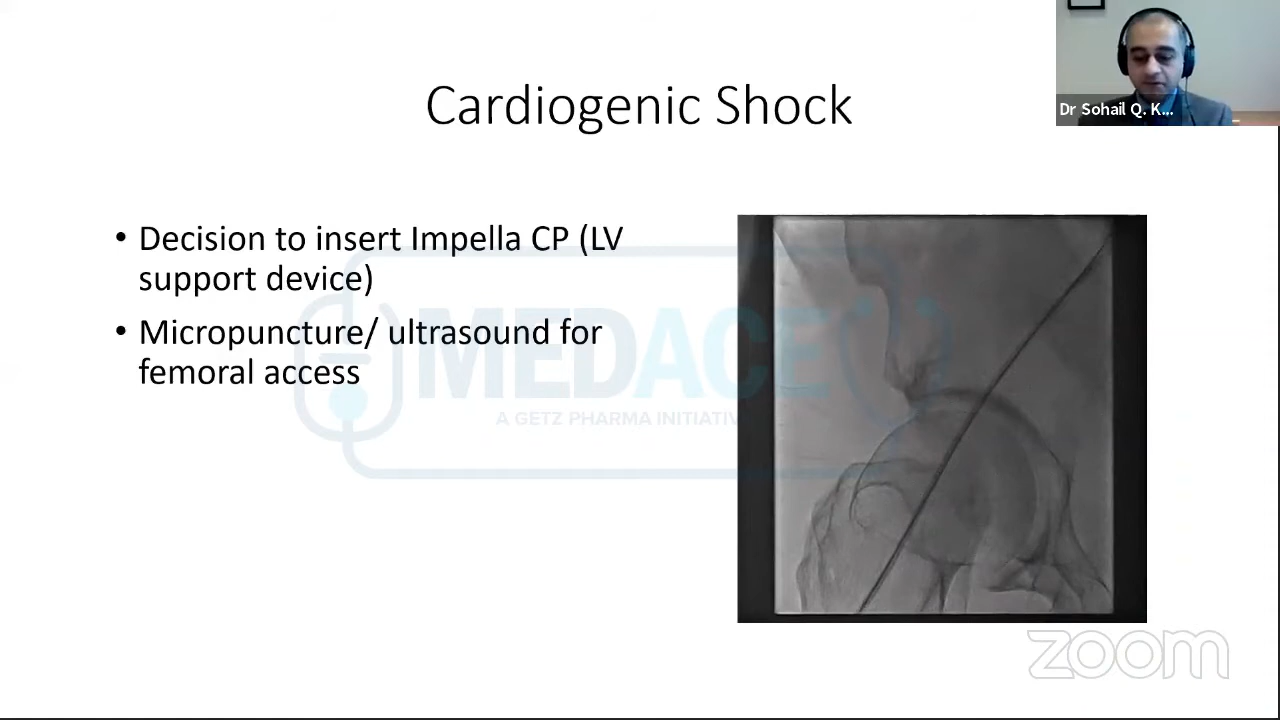 Dr Sohail Q. K...
Cardiogenic Shock
• Decision to insert Impella CP (LV
support device)
• Micropuncture/ ultrasound for
femoral access
MEDACE
A GETZ PHARMA INITIATIVE
zoom